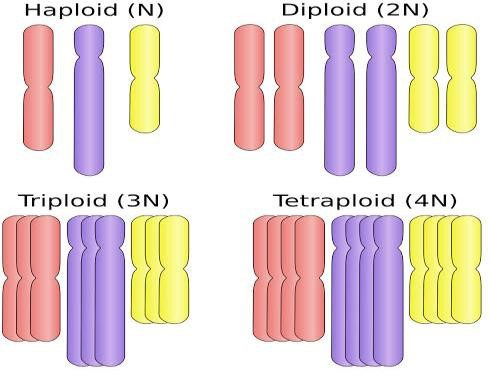 Haploid (N)
Diploid (2N)
Triploid (3N)
Tetraploid (4N)